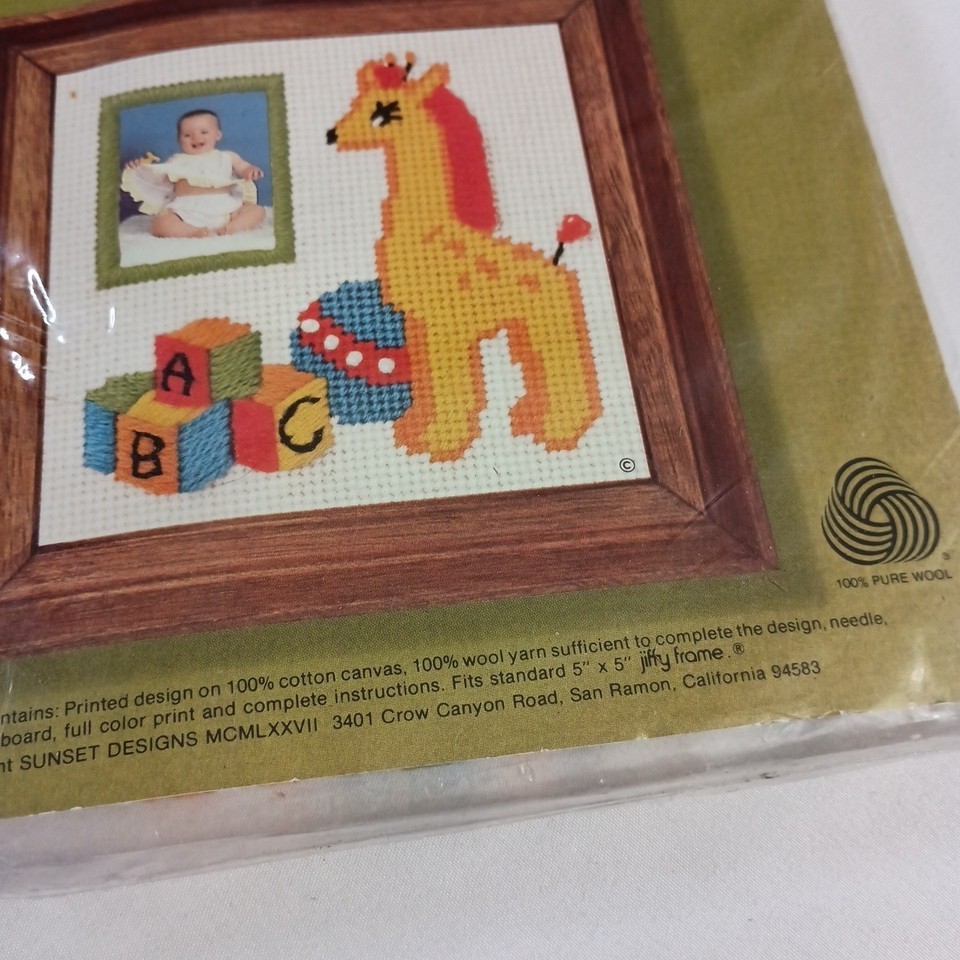 A
B C
©
100% PURE WOOL
ntains: Printed design on 100% cotton canvas, 100% wool yarn sufficient to complete the design, needle,
board, full color print and complete instructions. Fits standard 5" x 5" jiffy frame.®
ht SUNSET DESIGNS MCMLXXVII 3401 Crow Canyon Road, San Ramon, California 94583